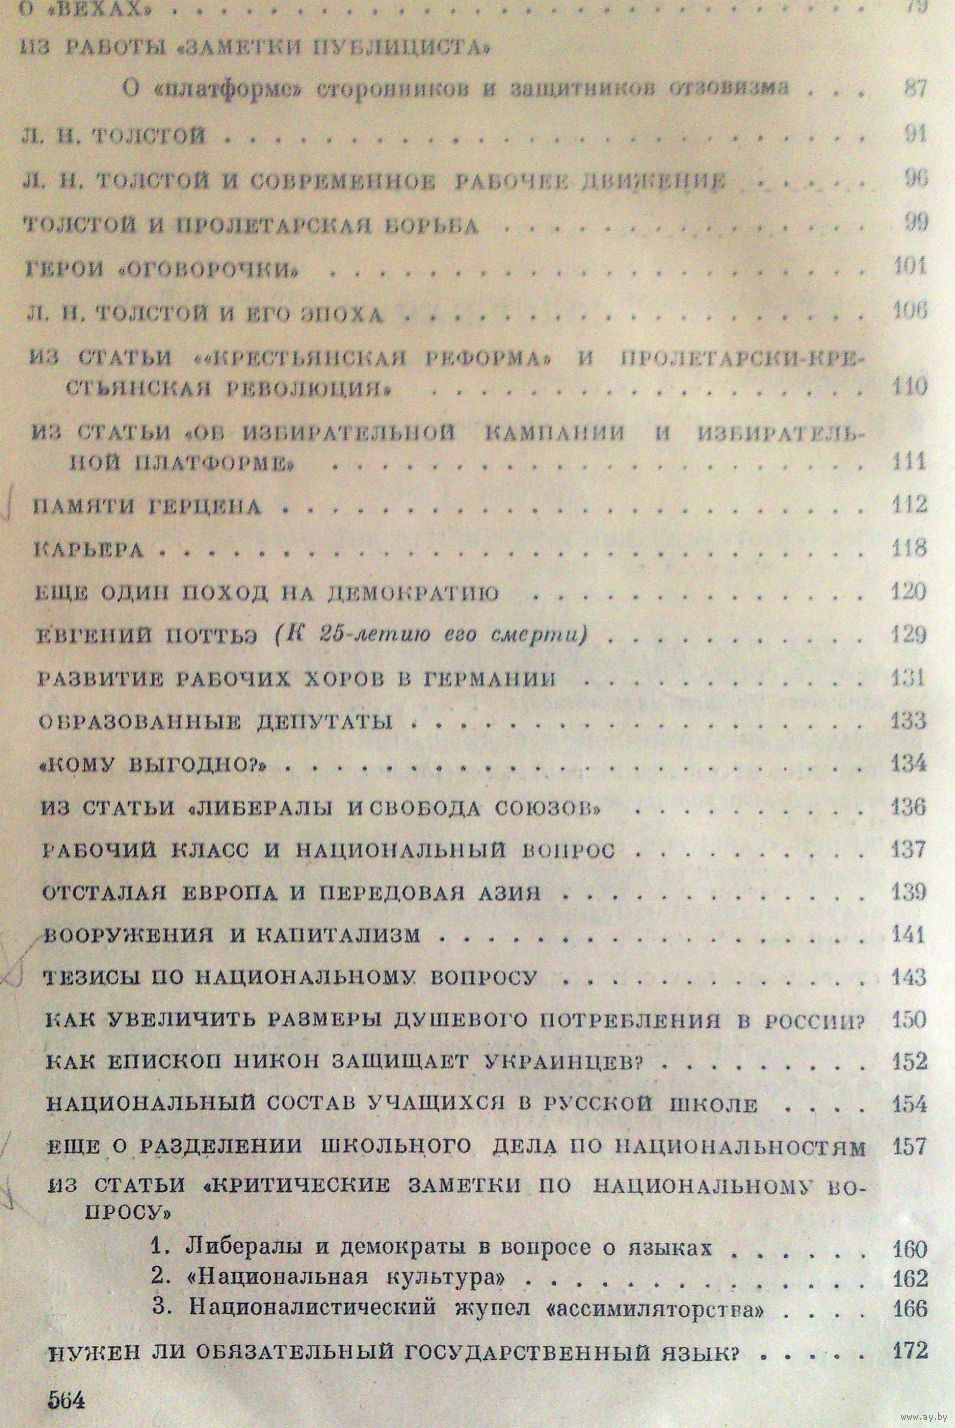 О «ВЕХАХ» . . . 79
ИЗ РАБОТЫ «ЗАМЕТКИ ПУБЛИЦИСТА»
О «платформе» сторонников и защитников отзовизма . . . 87
Л. Н. ТОЛСТОЙ . . . 91
Л. Н. ТОЛСТОЙ И СОВРЕМЕННОЕ РАБОЧЕЕ ДВИЖЕНИЕ . . . 96
ТОЛСТОЙ И ПРОЛЕТАРСКАЯ БОРЬБА . . . 99
ГЕРОИ «ОГОВОРОЧКИ» . . . 101
Л. Н. ТОЛСТОЙ И ЕГО ЭПОХА . . . 106
ИЗ СТАТЬИ ««КРЕСТЬЯНСКАЯ РЕФОРМА» И ПРОЛЕТАРСКИ-КРЕ-
СТЬЯНСКАЯ РЕВОЛЮЦИЯ» . . . 110
ИЗ СТАТЬИ «ОБ ИЗБИРАТЕЛЬНОЙ КАМПАНИИ И ИЗБИРАТЕЛЬ-
НОЙ ПЛАТФОРМЕ» . . . 111
ПАМЯТИ ГЕРЦЕНА . . . 112
КАРЬЕРА . . . 118
ЕЩЕ ОДИН ПОХОД НА ДЕМОКРАТИЮ . . . 120
ЕВГЕНИЙ ПОТТЬЭ (К 25-летию его смерти) . . . 129
РАЗВИТИЕ РАБОЧИХ ХОРОВ В ГЕРМАНИИ . . . 131
ОБРАЗОВАННЫЕ ДЕПУТАТЫ . . . 133
«КОМУ ВЫГОДНО?» . . . 134
ИЗ СТАТЬИ «ЛИБЕРАЛЫ И СВОБОДА СОЮЗОВ» . . . 136
РАБОЧИЙ КЛАСС И НАЦИОНАЛЬНЫЙ ВОПРОС . . . 137
ОТСТАЛАЯ ЕВРОПА И ПЕРЕДОВАЯ АЗИЯ . . . 139
ВООРУЖЕНИЯ И КАПИТАЛИЗМ . . . 141
ТЕЗИСЫ ПО НАЦИОНАЛЬНОМУ ВОПРОСУ . . . 143
КАК УВЕЛИЧИТЬ РАЗМЕРЫ ДУШЕВОГО ПОТРЕБЛЕНИЯ В РОССИИ? 150
КАК ЕПИСКОП НИКОН ЗАЩИЩАЕТ УКРАИНЦЕВ? . . . 152
НАЦИОНАЛЬНЫЙ СОСТАВ УЧАЩИХСЯ В РУССКОЙ ШКОЛЕ . . . 154
ЕЩЕ О РАЗДЕЛЕНИИ ШКОЛЬНОГО ДЕЛА ПО НАЦИОНАЛЬНОСТЯМ 157
ИЗ СТАТЬИ «КРИТИЧЕСКИЕ ЗАМЕТКИ ПО НАЦИОНАЛЬНОМУ ВО-
ПРОСУ»
1. Либералы и демократы в вопросе о языках . . . 160
2. «Национальная культура» . . . 162
3. Националистический жупел «ассимиляторства» . . . 166
НУЖЕН ЛИ ОБЯЗАТЕЛЬНЫЙ ГОСУДАРСТВЕННЫЙ ЯЗЫК? . . . 172
564
www.ay.by